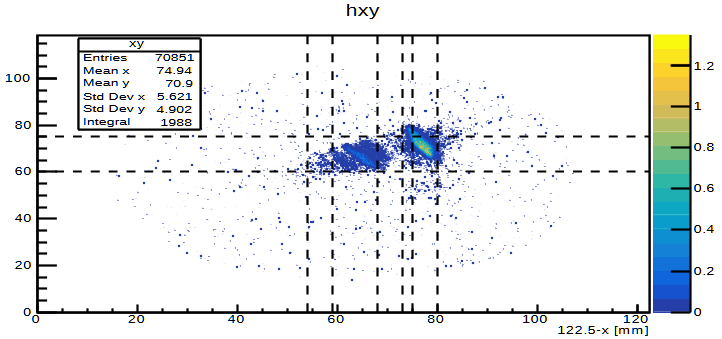 hxy
xy
Entries 70851
Mean x 74.94
Mean y 70.9
Std Dev x 5.621
Std Dev y 4.902
Integral 1988
100
80
60
40
20
0
0 20 40 60 80 100 120
122.5-x [mm]
1.2
1
0.8
0.6
0.4
0.2
0